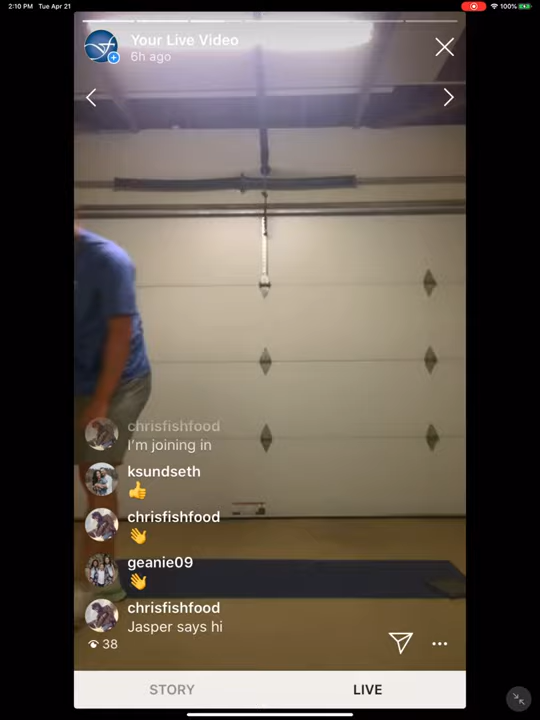 2:10 PM Tue Apr 21
100%
Your Live Video
6h ago
chrisfishfood
I'm joining in
ksundseth
👍
chrisfishfood
👋
geanie09
👋
chrisfishfood
Jasper says hi
38
STORY LIVE